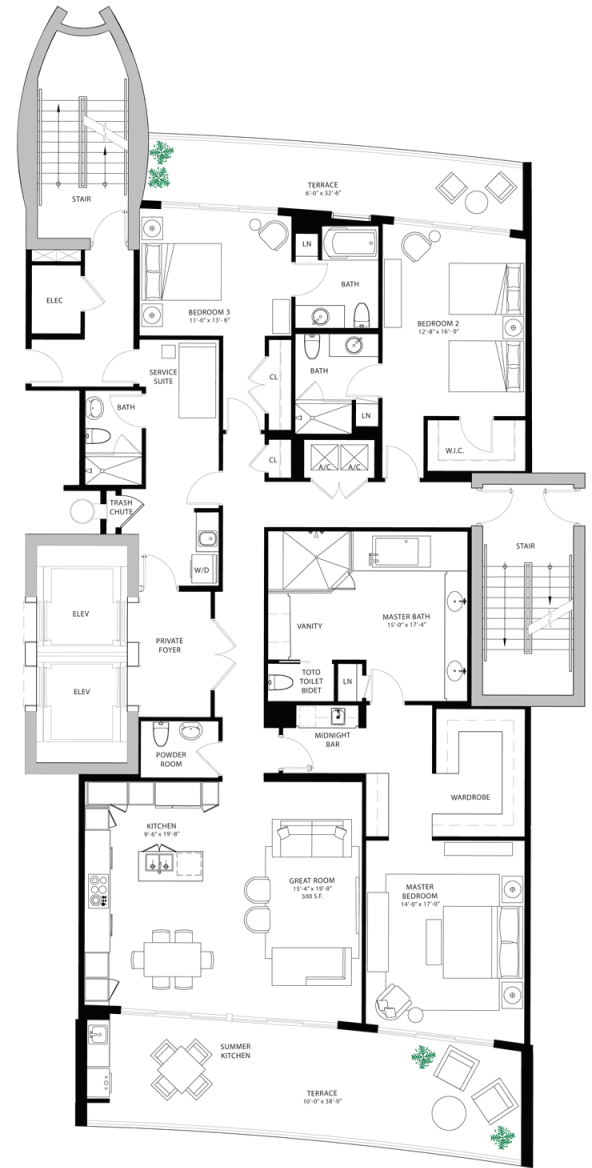 STAIR
TERRACE
6'-0" x 32'-6"
LN
BATH
BEDROOM 3
11'-0" x 13'- 6"
BEDROOM 2
12'-8" x 16'- 0"
ELEC
SERVICE
SUITE
CL
BATH
BATH
LN
W.I.C.
CL
A/C
A/C
TRASH
CHUTE
STAIR
W/D
ELEV
PRIVATE
FOYER
VANITY
MASTER BATH
15'-0" x 17'-4"
TOTO
TOILET
BIDET
LN
ELEV
MIDNIGHT
BAR
POWDER
ROOM
WARDROBE
KITCHEN
9'-6" x 19'-8"
GREAT ROOM
15'-4" x 19'-8"
500 S.F.
MASTER
BEDROOM
14'-0" x 17'-0"
SUMMER
KITCHEN
TERRACE
10'-0" x 38'-0"